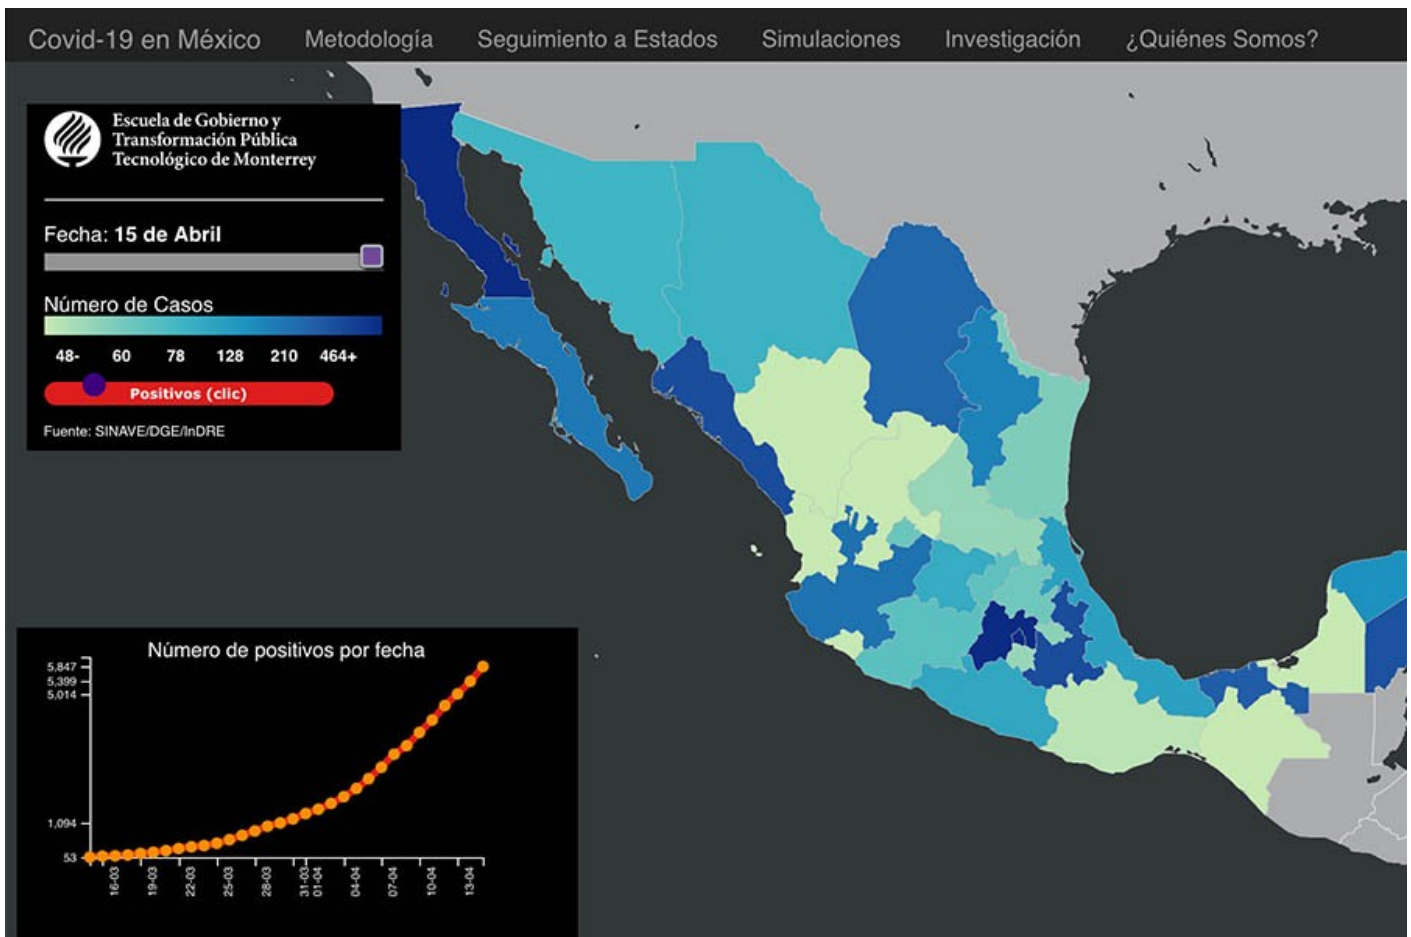 Covid-19 en México Metodología Seguimiento a Estados Simulaciones Investigación ¿Quiénes Somos?
Escuela de Gobierno y
Transformación Pública
Tecnológico de Monterrey
Fecha: 15 de Abril
Número de Casos
48- 60 78 128 210 464+
Positivos (clic)
Fuente: SINAVE/DGE/InDRE
Número de positivos por fecha
5,847
5,399
5,014
1,094
53
16-03 19-03 22-03 25-03 28-03 31-03 01-04 04-04 07-04 10-04 13-04